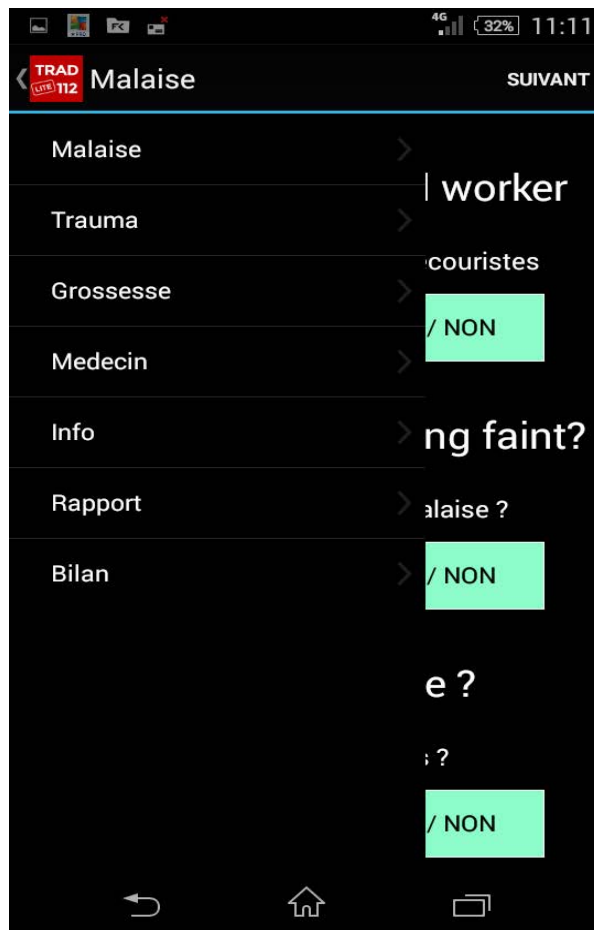 4G 32% 11:11
TRAD
LITE 112
Malaise
SUIVANT
Malaise
Trauma
Grossesse
Medecin
Info
Rapport
Bilan
l worker
couristes
/ NON
ng faint?
alaise ?
/ NON
e ?
s ?
/ NON